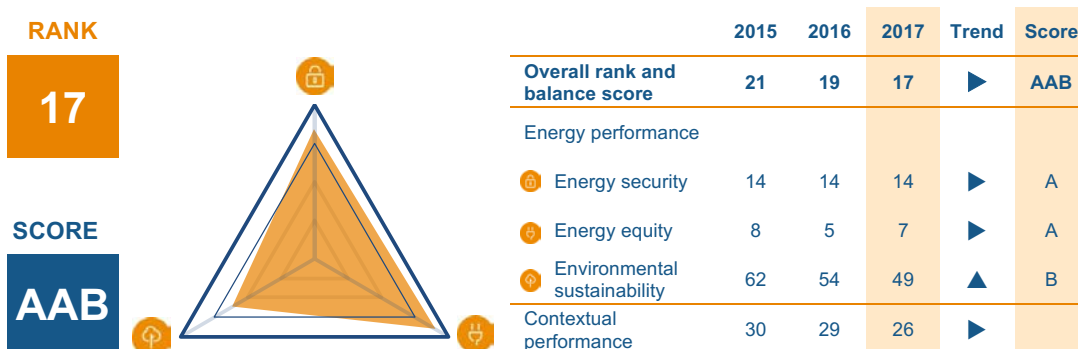 RANK
17
SCORE
AAB
2015 2016 2017 Trend Score
Overall rank and
balance score 21 19 17 AAB
Energy performance
Energy security 14 14 14 A
Energy equity 8 5 7 A
Environmental
sustainability 62 54 49 B
Contextual
performance 30 29 26